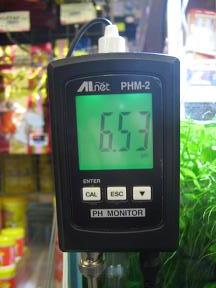 AInet PHM-2
6.53
ENTER
CAL ESC ▼
PH MONITOR